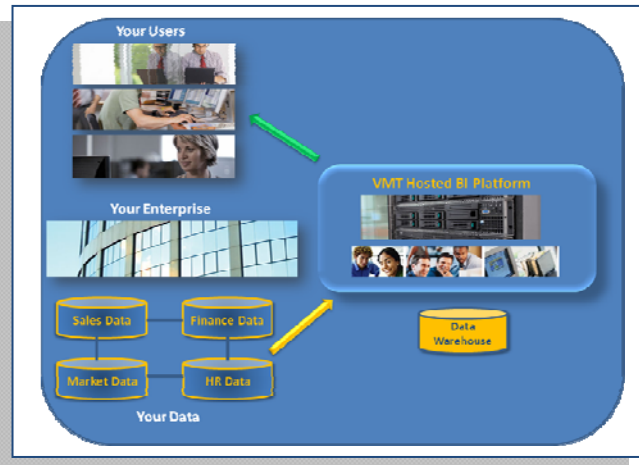 Your Users
VMT Hosted BI Platform
Your Enterprise
Sales Data
Finance Data
Data
Warehouse
Market Data
HR Data
Your Data